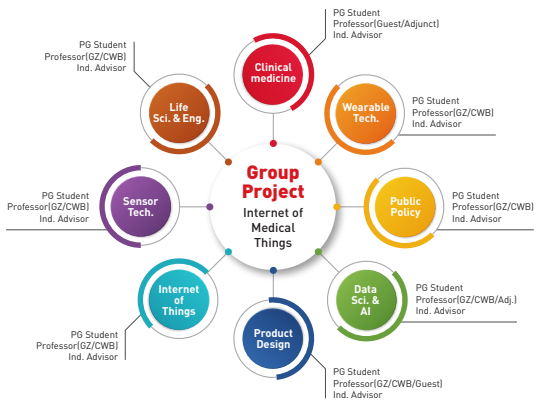 PG Student
Professor(Guest/Adjunct)
Ind. Advisor
Clinical
medicine
PG Student
Professor(GZ/CWB)
Ind. Advisor
Life
Sci. & Eng.
Wearable
Tech.
PG Student
Professor(GZ/CWB)
Ind. Advisor
Group
Project
Internet of
Medical
Things
PG Student
Professor(GZ/CWB)
Ind. Advisor
Sensor
Tech.
Public
Policy
PG Student
Professor(GZ/CWB)
Ind. Advisor
Internet
of
Things
Data
Sci. &
AI
PG Student
Professor(GZ/CWB/Adj.)
Ind. Advisor
PG Student
Professor(GZ/CWB)
Ind. Advisor
Product
Design
PG Student
Professor(GZ/CWB/Guest)
Ind. Advisor